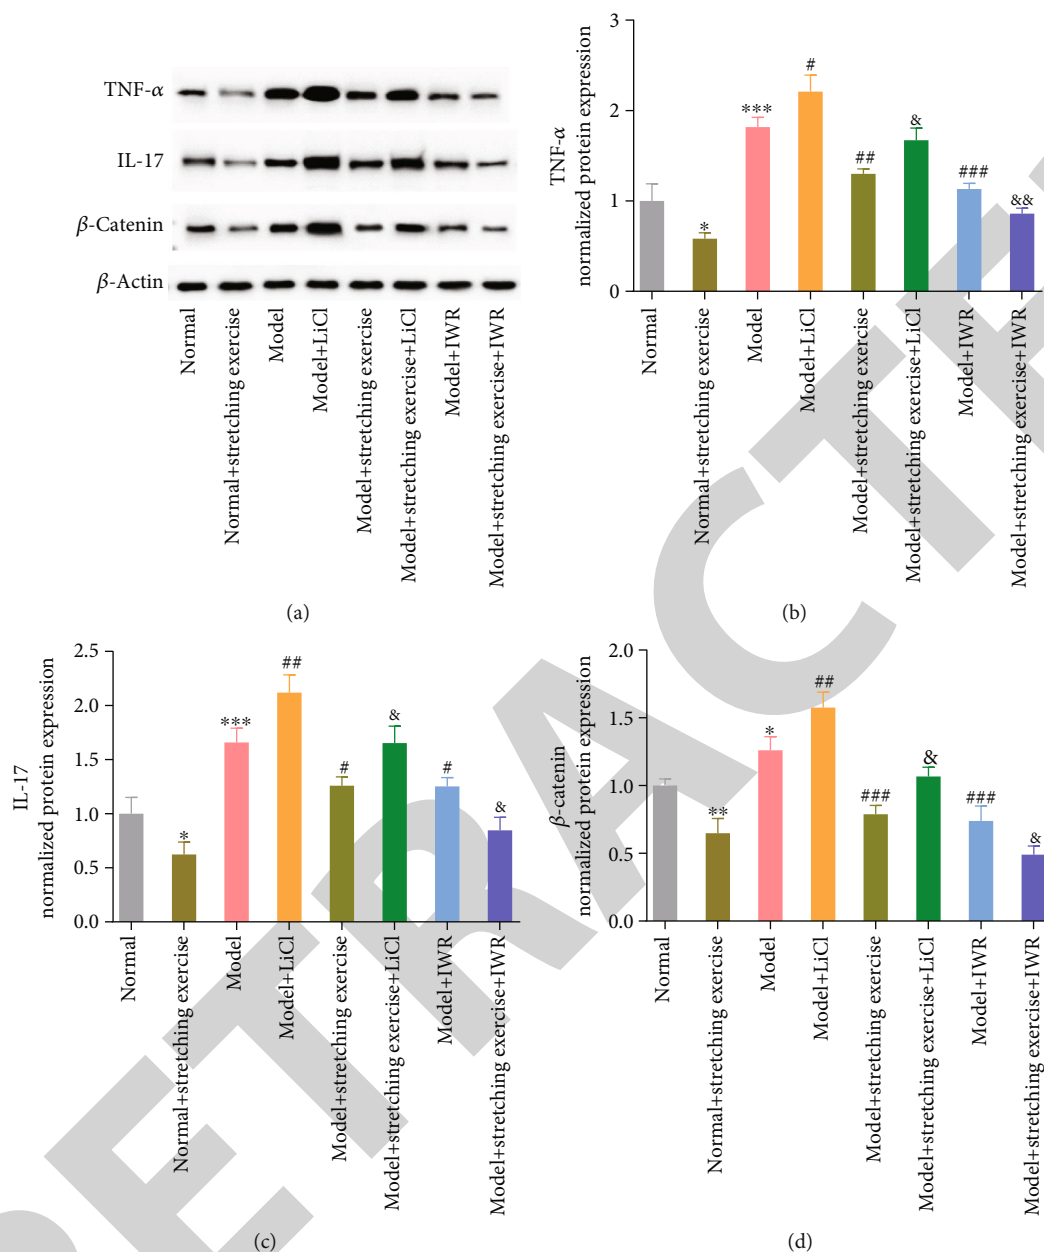 TNF-α
IL-17
β-Catenin
β-Actin
Normal
Normal+stretching exercise
Model
Model+LiCl
Model+stretching exercise
Model+stretching exercise+LiCl
Model+IWR
Model+stretching exercise+IWR
(a)
TNF-α
normalized protein expression
3
2
1
0
*
***
#
##
&
###
&&
Normal
Normal+stretching exercise
Model
Model+LiCl
Model+stretching exercise
Model+stretching exercise+LiCl
Model+IWR
Model+stretching exercise+IWR
(b)
IL-17
normalized protein expression
2.5
2.0
1.5
1.0
0.5
0.0
*
***
##
#
&
#
&
Normal
Normal+stretching exercise
Model
Model+LiCl
Model+stretching exercise
Model+stretching exercise+LiCl
Model+IWR
Model+stretching exercise+IWR
(c)
β-catenin
normalized protein expression
2.0
1.5
1.0
0.5
0.0
**
*
##
###
&
###
&
Normal
Normal+stretching exercise
Model
Model+LiCl
Model+stretching exercise
Model+stretching exercise+LiCl
Model+IWR
Model+stretching exercise+IWR
(d)
RETRACTE